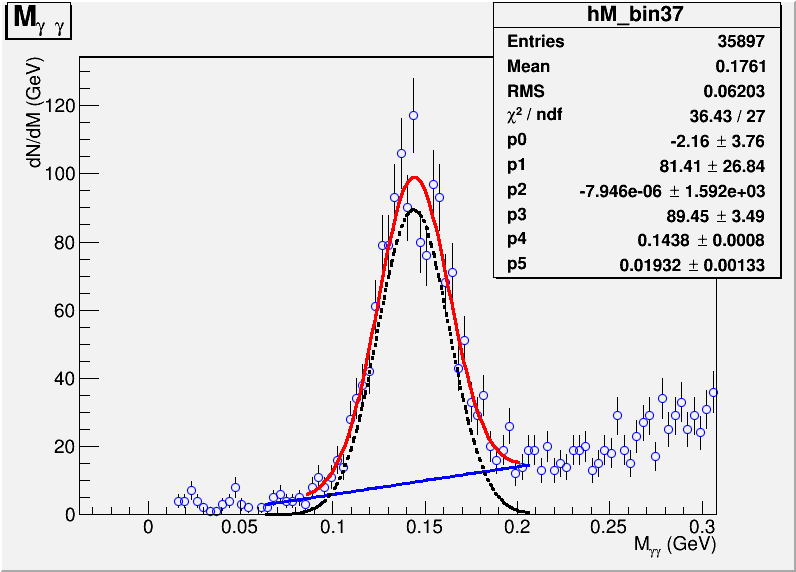 M_γ γ
hM_bin37
Entries 35897
Mean 0.1761
RMS 0.06203
χ² / ndf 36.43 / 27
p0 -2.16 ± 3.76
p1 81.41 ± 26.84
p2 -7.946e-06 ± 1.592e+03
p3 89.45 ± 3.49
p4 0.1438 ± 0.0008
p5 0.01932 ± 0.00133
dN/dM (GeV)
120
100
80
60
40
20
0
0 0.05 0.1 0.15 0.2 0.25 0.3
M_γγ (GeV)